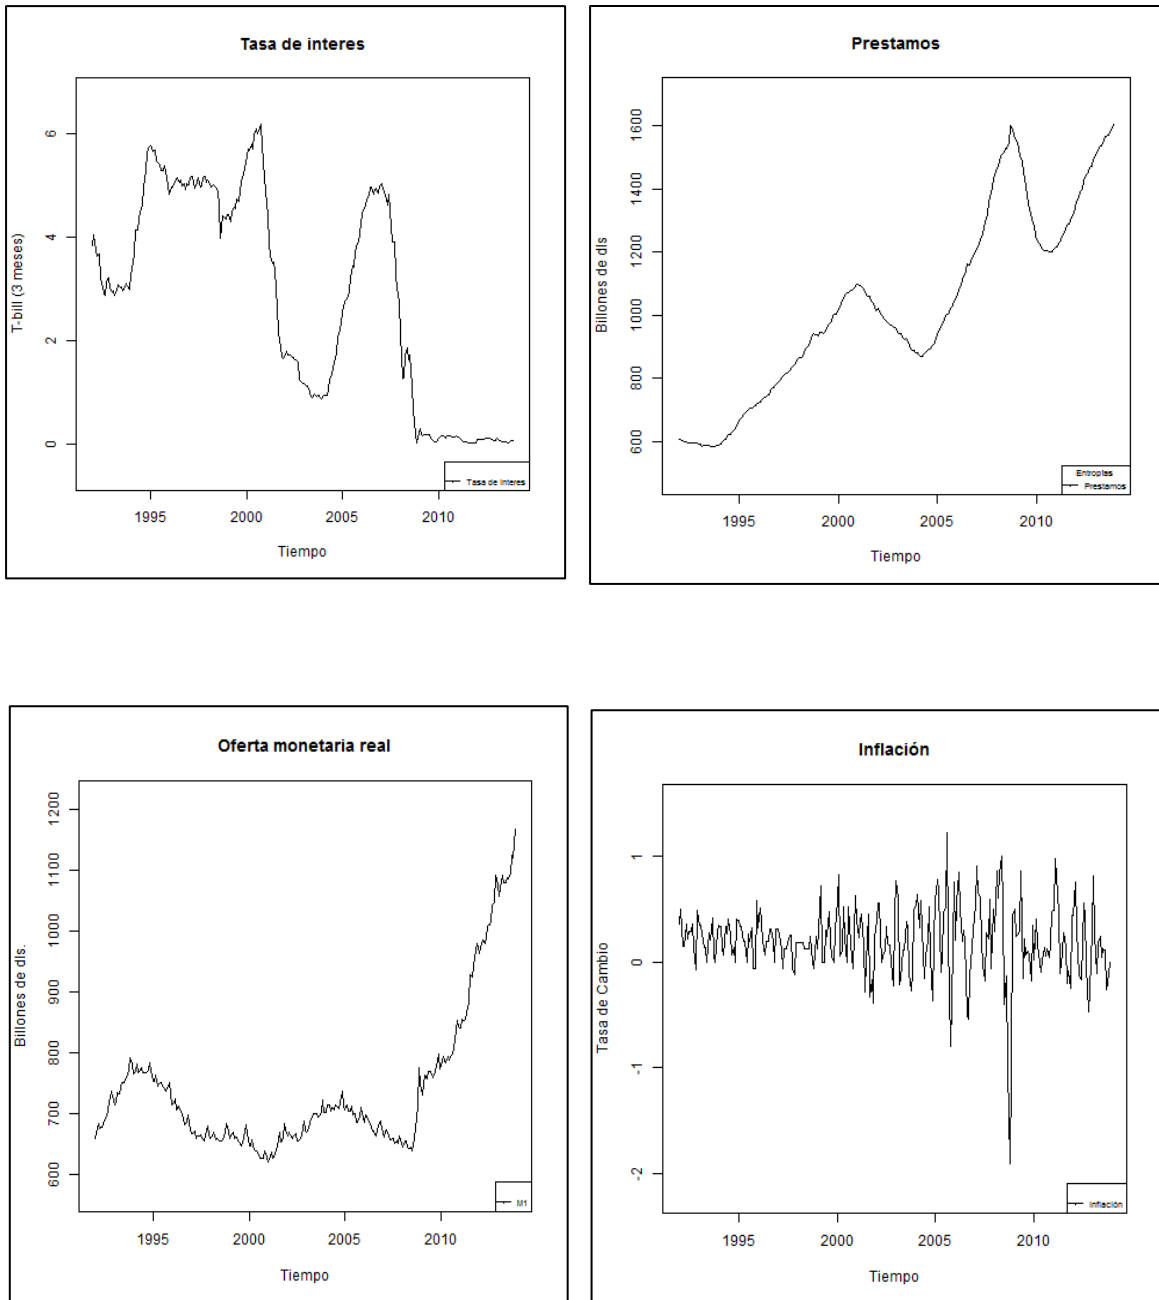 Tasa de interes
T-bill (3 meses)
0 2 4 6
1995 2000 2005 2010
Tiempo
Tasa de Interes
Prestamos
Billones de dls
600 800 1000 1200 1400 1600
1995 2000 2005 2010
Tiempo
Entropias
Prestamos
Oferta monetaria real
Billones de dls.
600 700 800 900 1000 1100 1200
1995 2000 2005 2010
Tiempo
M1
Inflación
Tasa de Cambio
-2 -1 0 1
1995 2000 2005 2010
Tiempo
Inflación